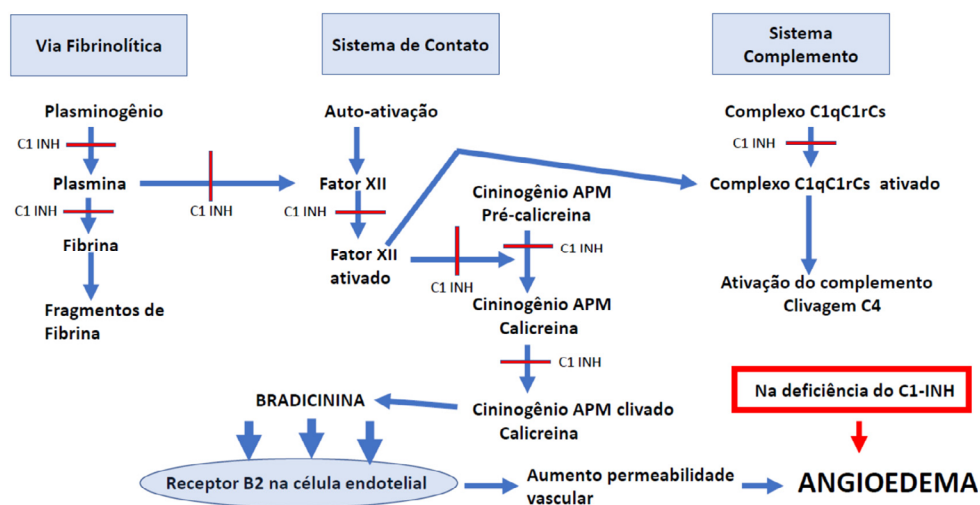 Via Fibrinolítica
Sistema de Contato
Sistema
Complemento
Plasminogênio
C1 INH
Plasmina
C1 INH
C1 INH
Fibrina
Fragmentos de
Fibrina
Auto-ativação
Fator XII
C1 INH
Fator XII
ativado
C1 INH
Cininogênio APM
Pré-calicreina
C1 INH
Cininogênio APM
Calicreina
C1 INH
Cininogênio APM clivado
Calicreina
Complexo C1qC1rCs
C1 INH
Complexo C1qC1rCs ativado
Ativação do complemento
Clivagem C4
BRADICININA
Receptor B2 na célula endotelial
Aumento permeabilidade
vascular
Na deficiência do C1-INH
ANGIOEDEMA